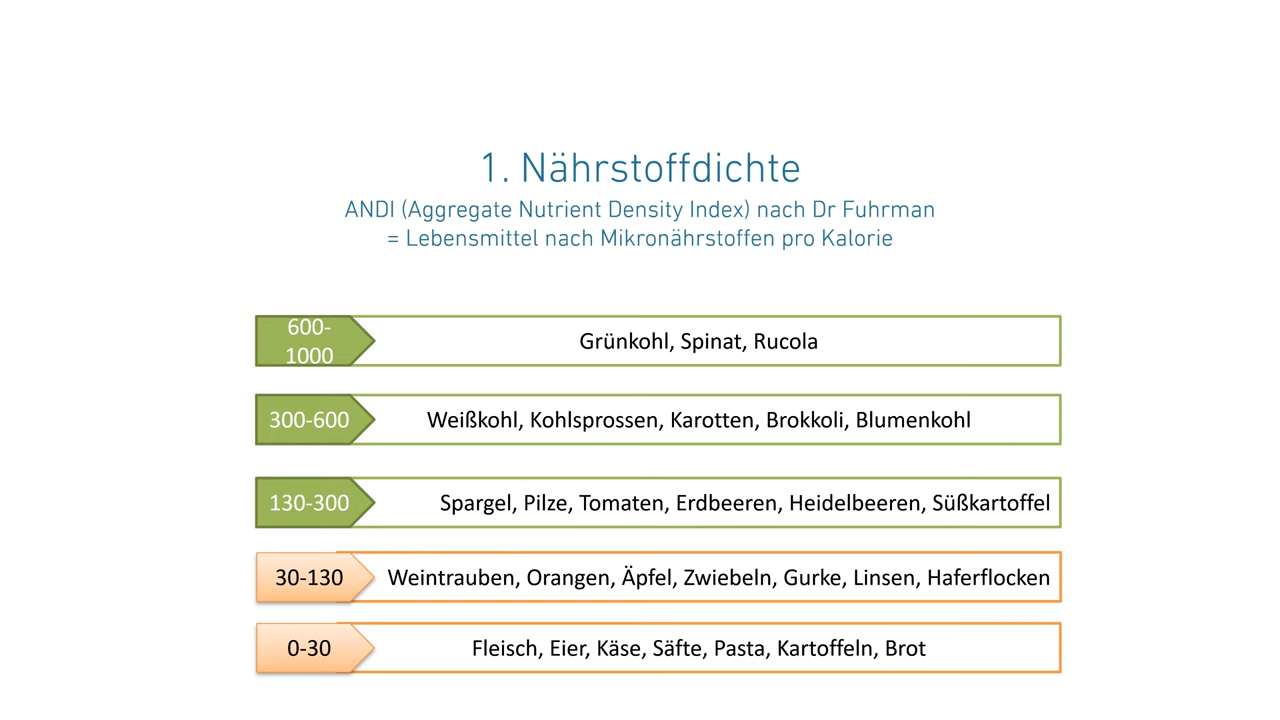 1. Nährstoffdichte
ANDI (Aggregate Nutrient Density Index) nach Dr Fuhrman
= Lebensmittel nach Mikronährstoffen pro Kalorie
600-
1000
Grünkohl, Spinat, Rucola
300-600
Weißkohl, Kohlsprossen, Karotten, Brokkoli, Blumenkohl
130-300
Spargel, Pilze, Tomaten, Erdbeeren, Heidelbeeren, Süßkartoffel
30-130
Weintrauben, Orangen, Äpfel, Zwiebeln, Gurke, Linsen, Haferflocken
0-30
Fleisch, Eier, Käse, Säfte, Pasta, Kartoffeln, Brot